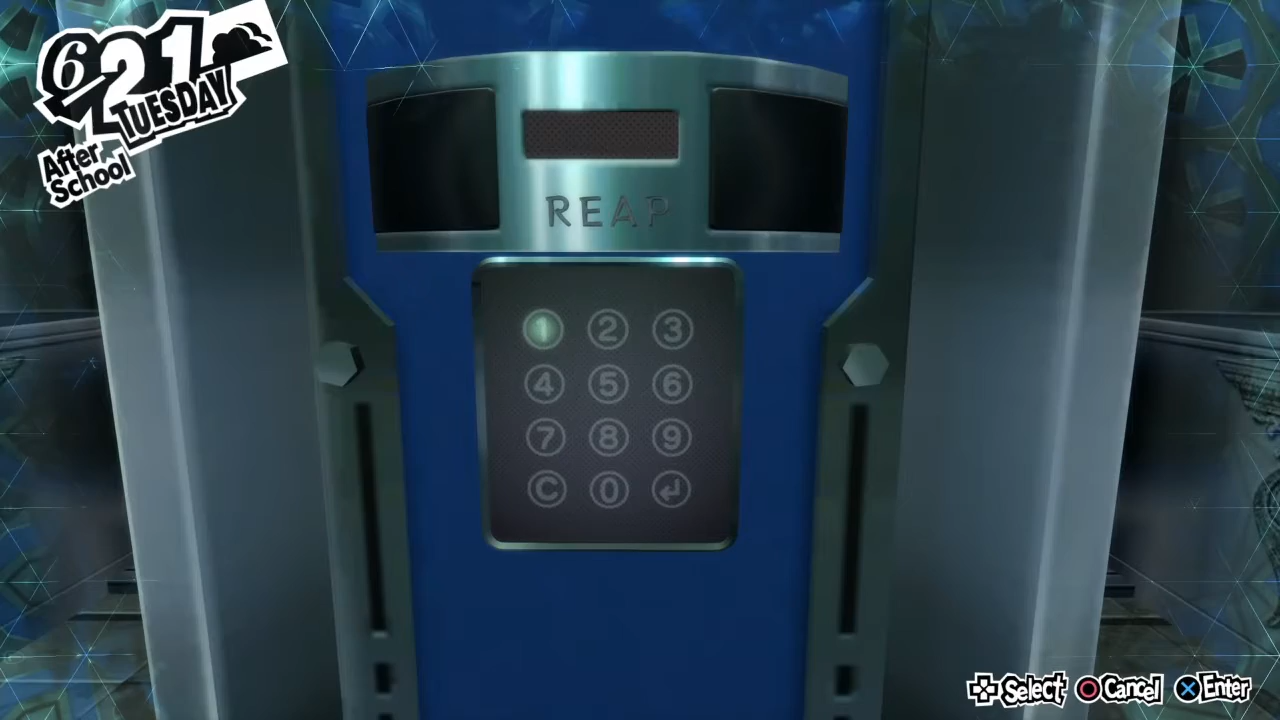 6/21
TUESDAY
After
School
REAP
1 2 3
4 5 6
7 8 9
C 0 ↲
Select Cancel Enter